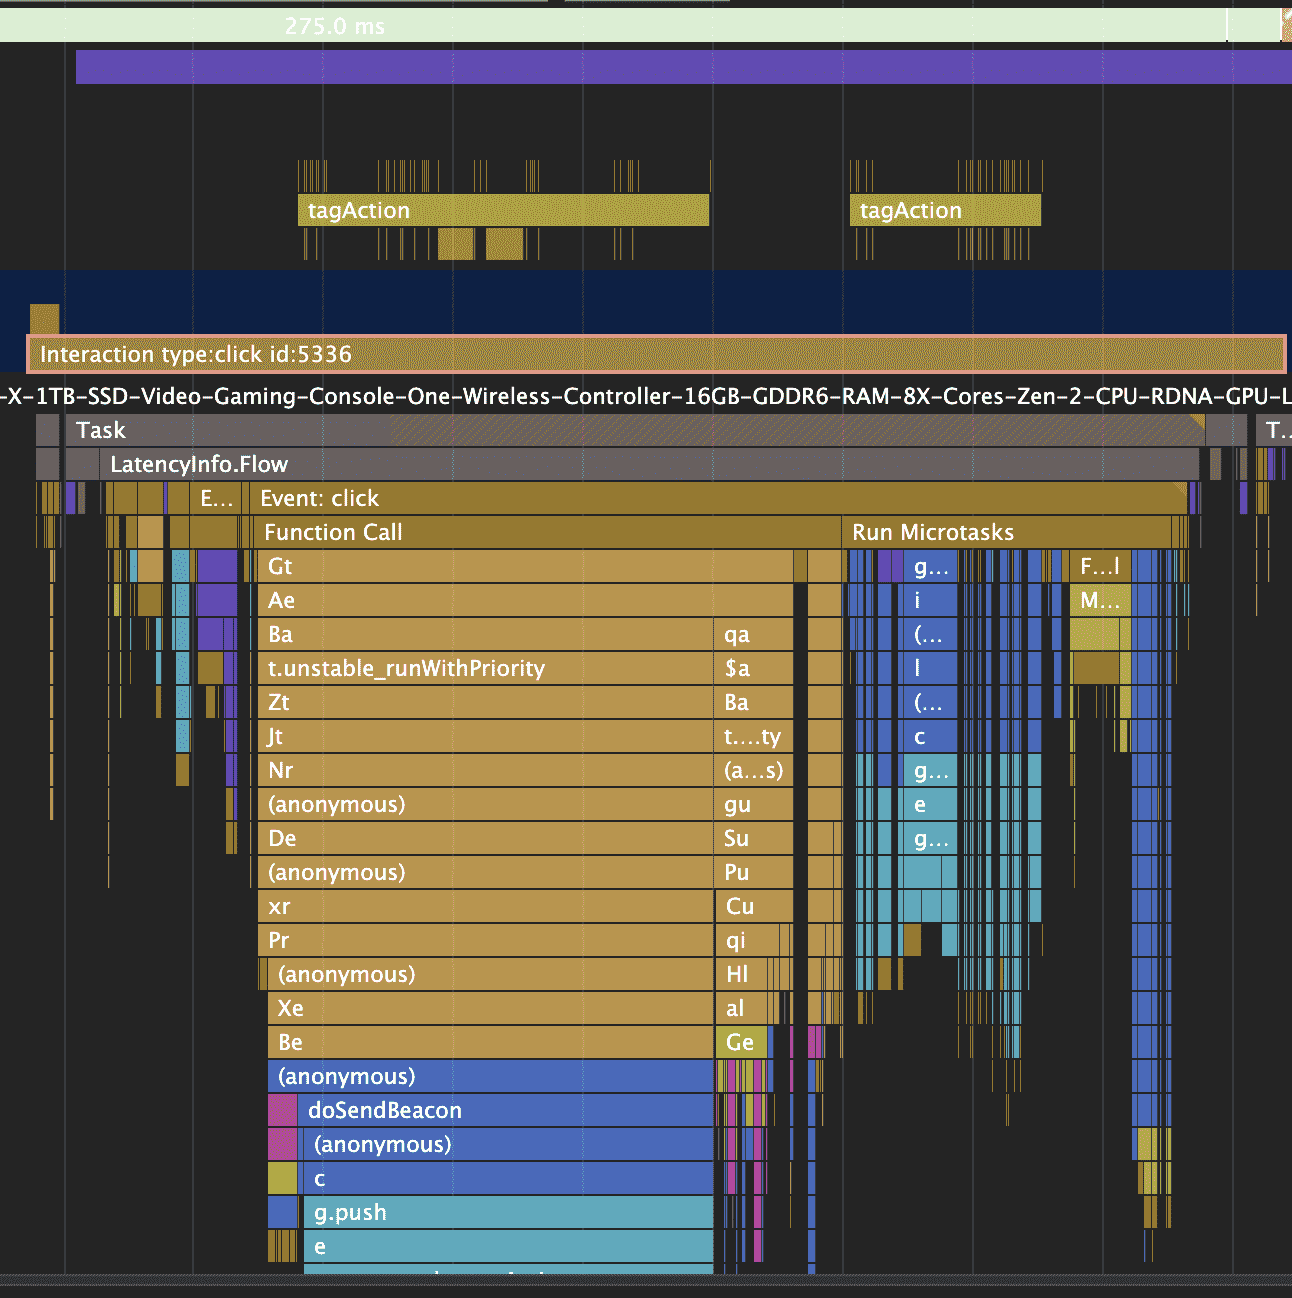 275.0 ms
tagAction tagAction
Interaction type:click id:5336
-X-1TB-SSD-Video-Gaming-Console-One-Wireless-Controller-16GB-GDDR6-RAM-8X-Cores-Zen-2-CPU-RDNA-GPU-L
Task T…
LatencyInfo.Flow
E… Event: click
Function Call Run Microtasks
Gt g… F…l
Ae i M…
Ba qa (…
t.unstable_runWithPriority $a l
Zt Ba (…
Jt t.…ty c
Nr (a…s) g…
(anonymous) gu e
De Su g…
(anonymous) Pu
xr Cu
Pr qi
(anonymous) Hl
Xe al
Be Ge
(anonymous)
doSendBeacon
(anonymous)
c
g.push
e